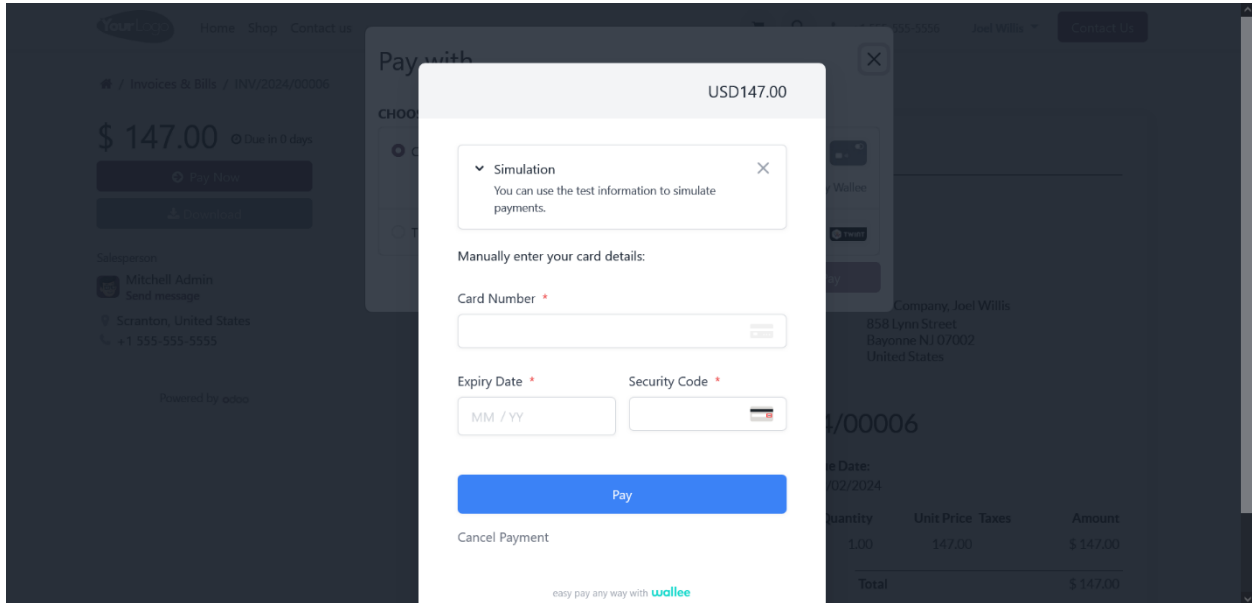 YourLogo Home Shop Contact us
555-5556 Joel Willis Contact Us
Pay with
/ Invoices & Bills / INV/2024/00006
USD147.00
CHOO
$ 147.00 Due in 0 days
Pay Now
Simulation
You can use the test information to simulate
payments.
y Wallee
Download
TWINT
Salesperson
Mitchell Admin
Send message
Manually enter your card details:
Scranton, United States
+1 555-555-5555
Card Number *
Company, Joel Willis
858 Lynn Street
Bayonne NJ 07002
United States
Expiry Date * Security Code *
MM / YY
Powered by odoo
4/00006
e Date:
/02/2024
Pay
Quantity Unit Price Taxes Amount
1.00 147.00 $ 147.00
Cancel Payment
Total $ 147.00
easy pay any way with wallee